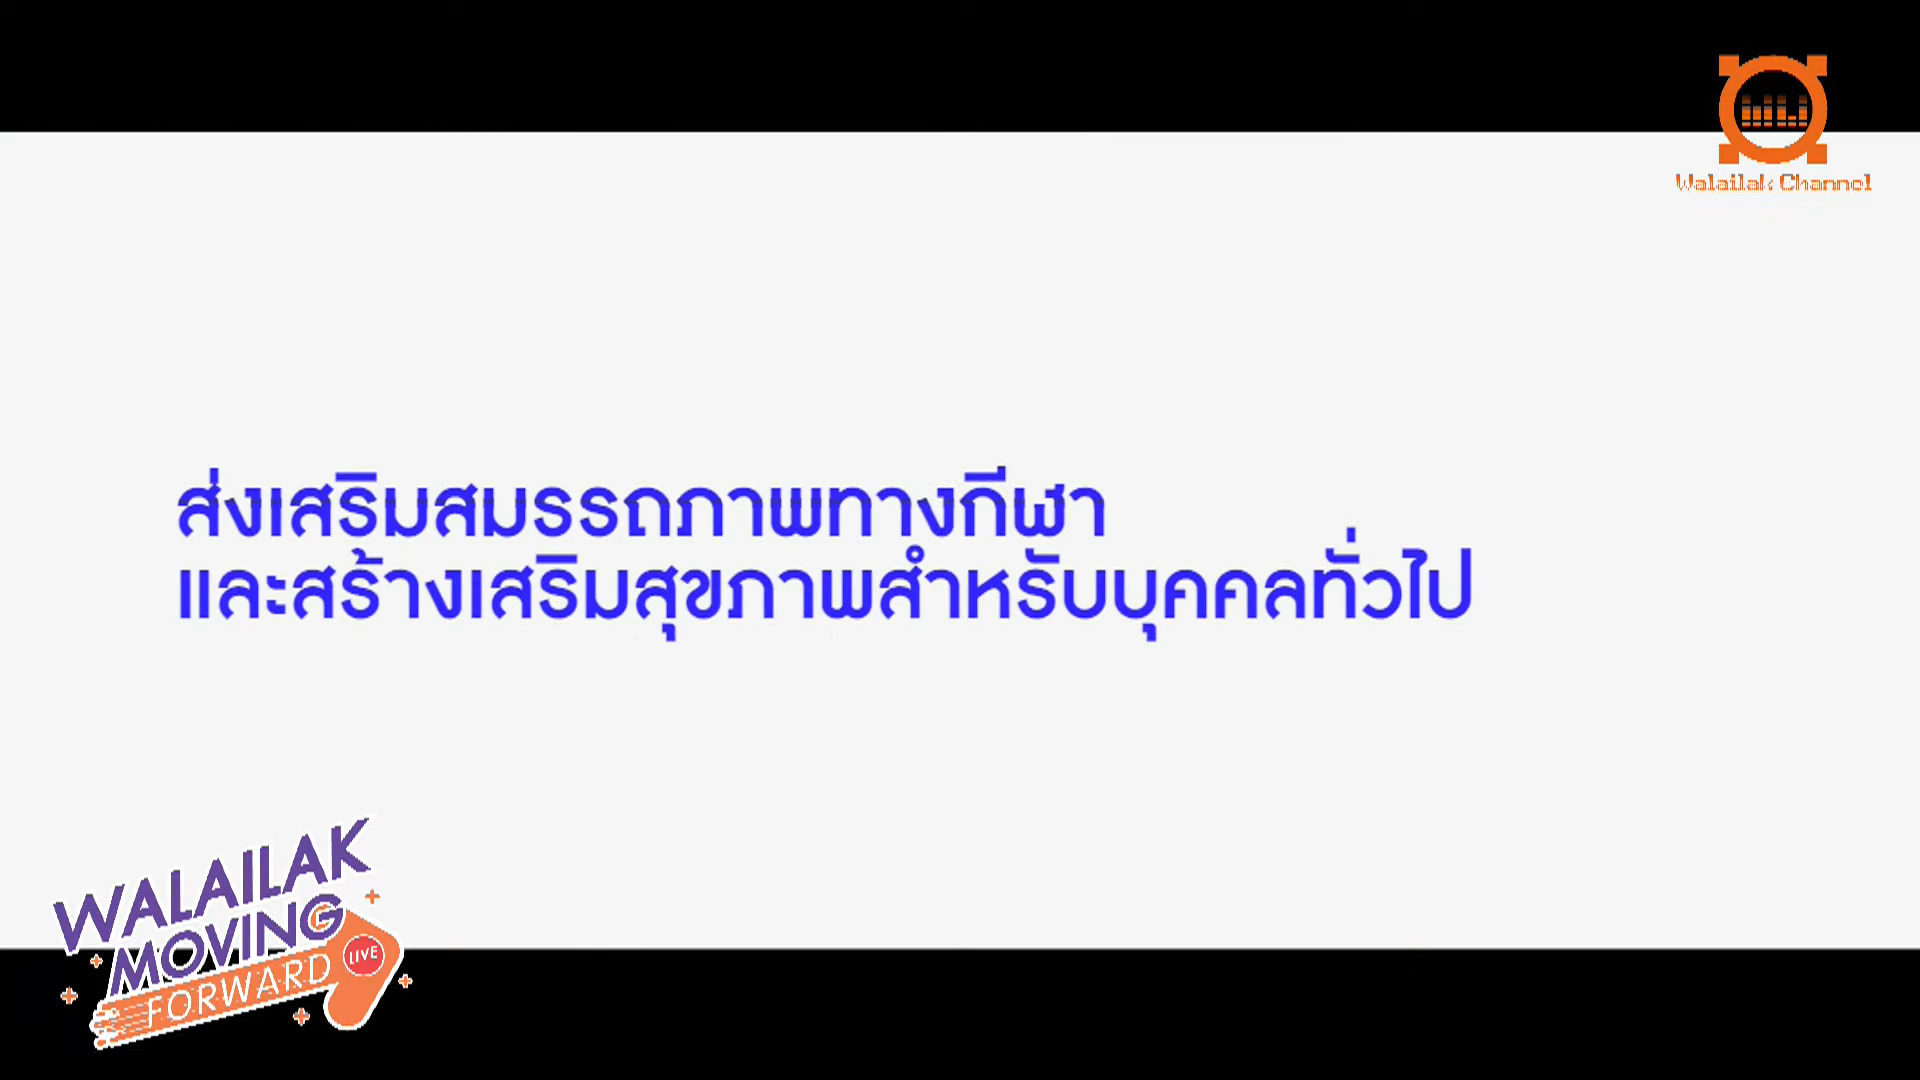 Walailak Channel
ส่งเสริมสมรรถภาพทางกีฬา
และสร้างเสริมสุขภาพสำหรับบุคคลทั่วไป
WALAILAK
MOVING
FORWARD LIVE